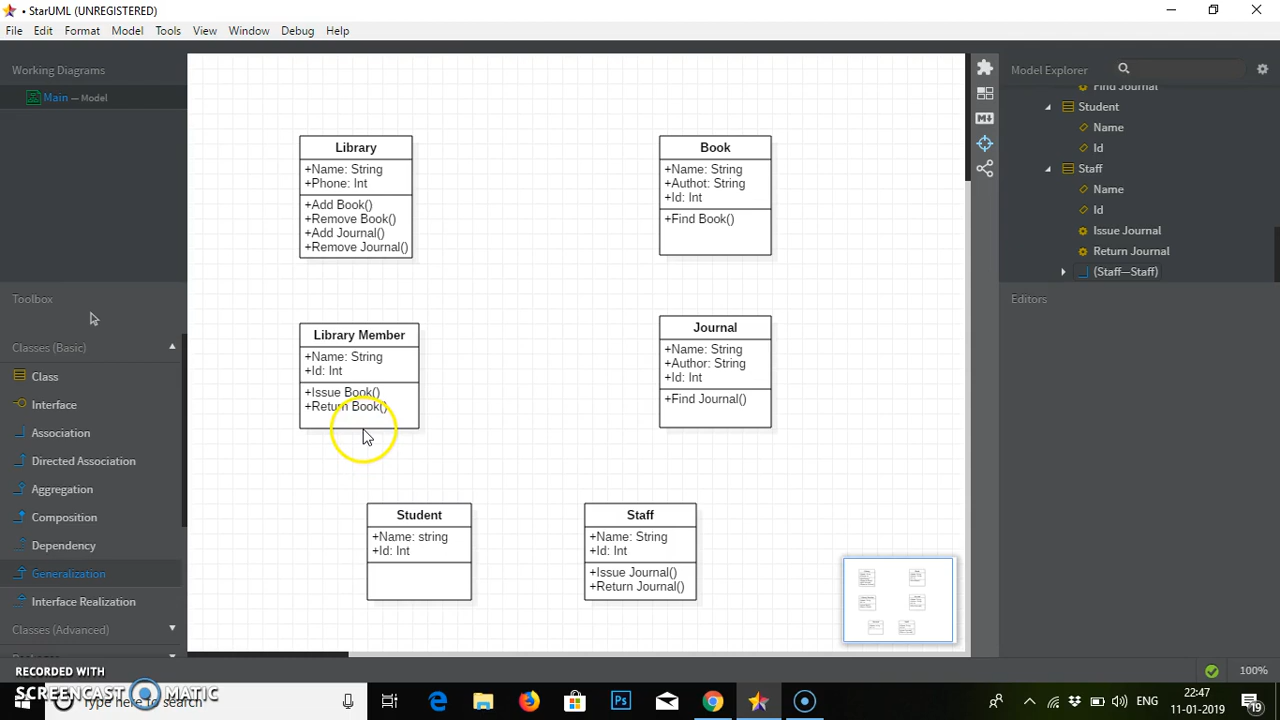 • StarUML (UNREGISTERED)
File Edit Format Model Tools View Window Debug Help
Working Diagrams
Main — Model
Toolbox
Classes (Basic)
Class
Interface
Association
Directed Association
Aggregation
Composition
Dependency
Generalization
Interface Realization
Classes (Advanced)
Library
+Name: String
+Phone: Int
+Add Book()
+Remove Book()
+Add Journal()
+Remove Journal()
Book
+Name: String
+Authot: String
+Id: Int
+Find Book()
Library Member
+Name: String
+Id: Int
+Issue Book()
+Return Book()
Journal
+Name: String
+Author: String
+Id: Int
+Find Journal()
Student
+Name: string
+Id: Int
Staff
+Name: String
+Id: Int
+Issue Journal()
+Return Journal()
Model Explorer
Find Journal
Student
Name
Id
Staff
Name
Id
Issue Journal
Return Journal
(Staff—Staff)
Editors
100%
RECORDED WITH
SCREENCAST MATIC
Type here to search
ENG
22:47
11-01-2019
19